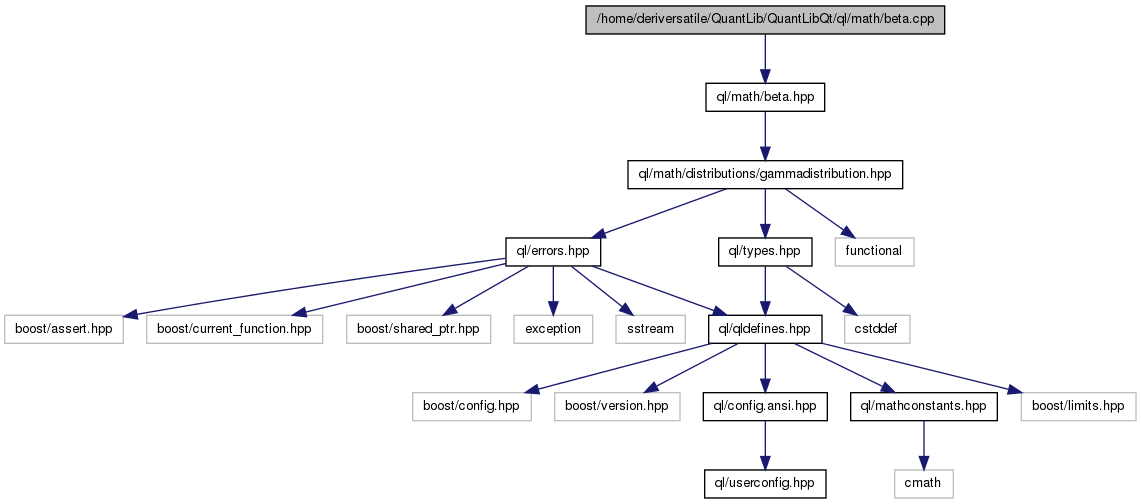 /home/deriversatile/QuantLib/QuantLibQt/ql/math/beta.cpp
ql/math/beta.hpp
ql/math/distributions/gammadistribution.hpp
ql/errors.hpp
ql/types.hpp
functional
boost/assert.hpp
boost/current_function.hpp
boost/shared_ptr.hpp
exception
sstream
ql/qldefines.hpp
cstddef
boost/config.hpp
boost/version.hpp
ql/config.ansi.hpp
ql/mathconstants.hpp
boost/limits.hpp
ql/userconfig.hpp
cmath